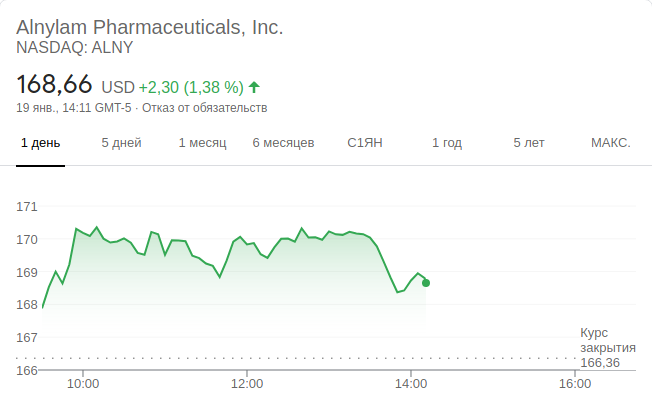 Alnylam Pharmaceuticals, Inc.
NASDAQ: ALNY
168,66 USD +2,30 (1,38 %)
19 янв., 14:11 GMT-5 · Отказ от обязательств
1 день 5 дней 1 месяц 6 месяцев С1ЯН 1 год 5 лет МАКС.
171
170
169
168
167
166
Курс
закрытия
166,36
10:00 12:00 14:00 16:00